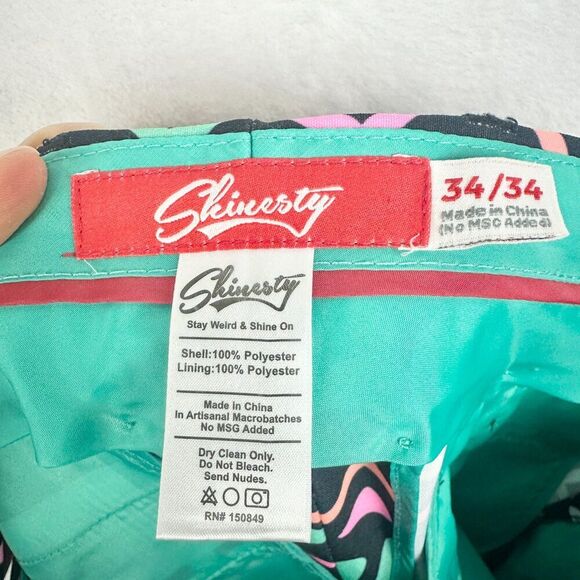 Shinesty
34/34
Made in China
(No MSG Added)
Shinesty
Stay Weird & Shine On
Shell:100% Polyester
Lining:100% Polyester
Made in China
In Artisanal Macrobatches
No MSG Added
Dry Clean Only.
Do Not Bleach.
Send Nudes.
RN# 150849